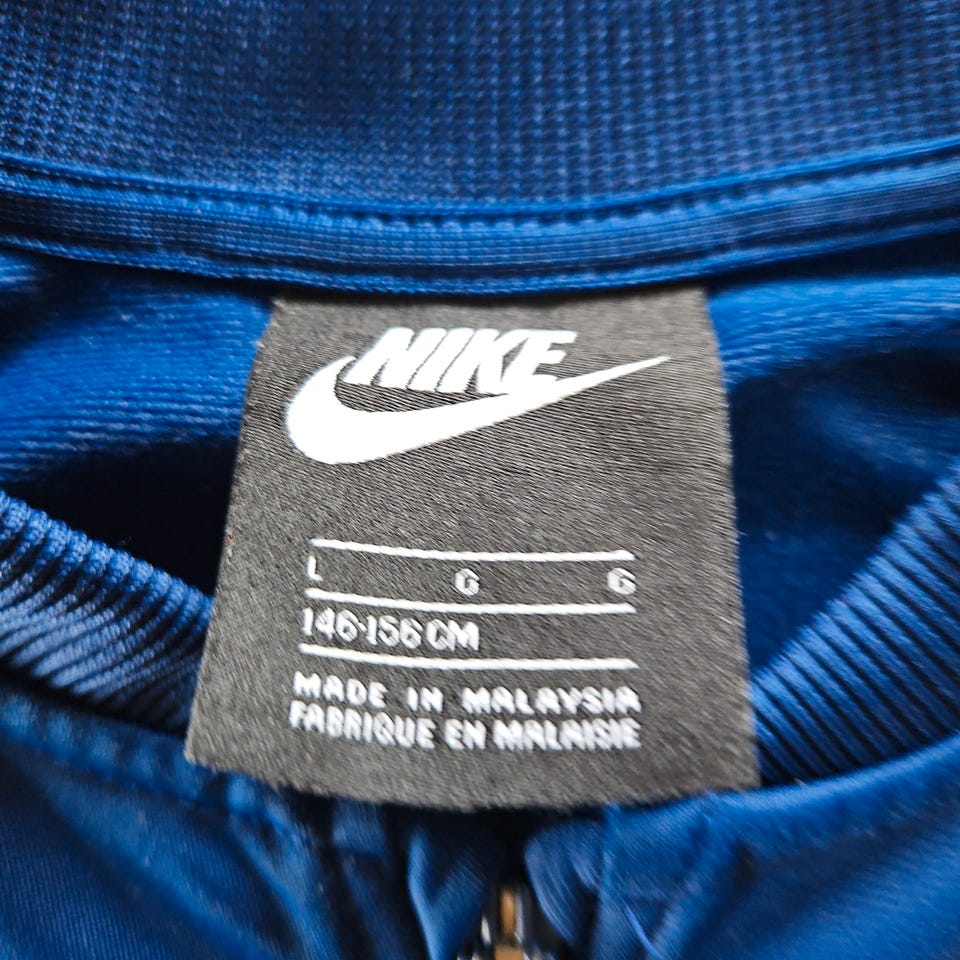 NIKE
L G G
146-156 CM
MADE IN MALAYSIA
FABRIQUE EN MALAISIE